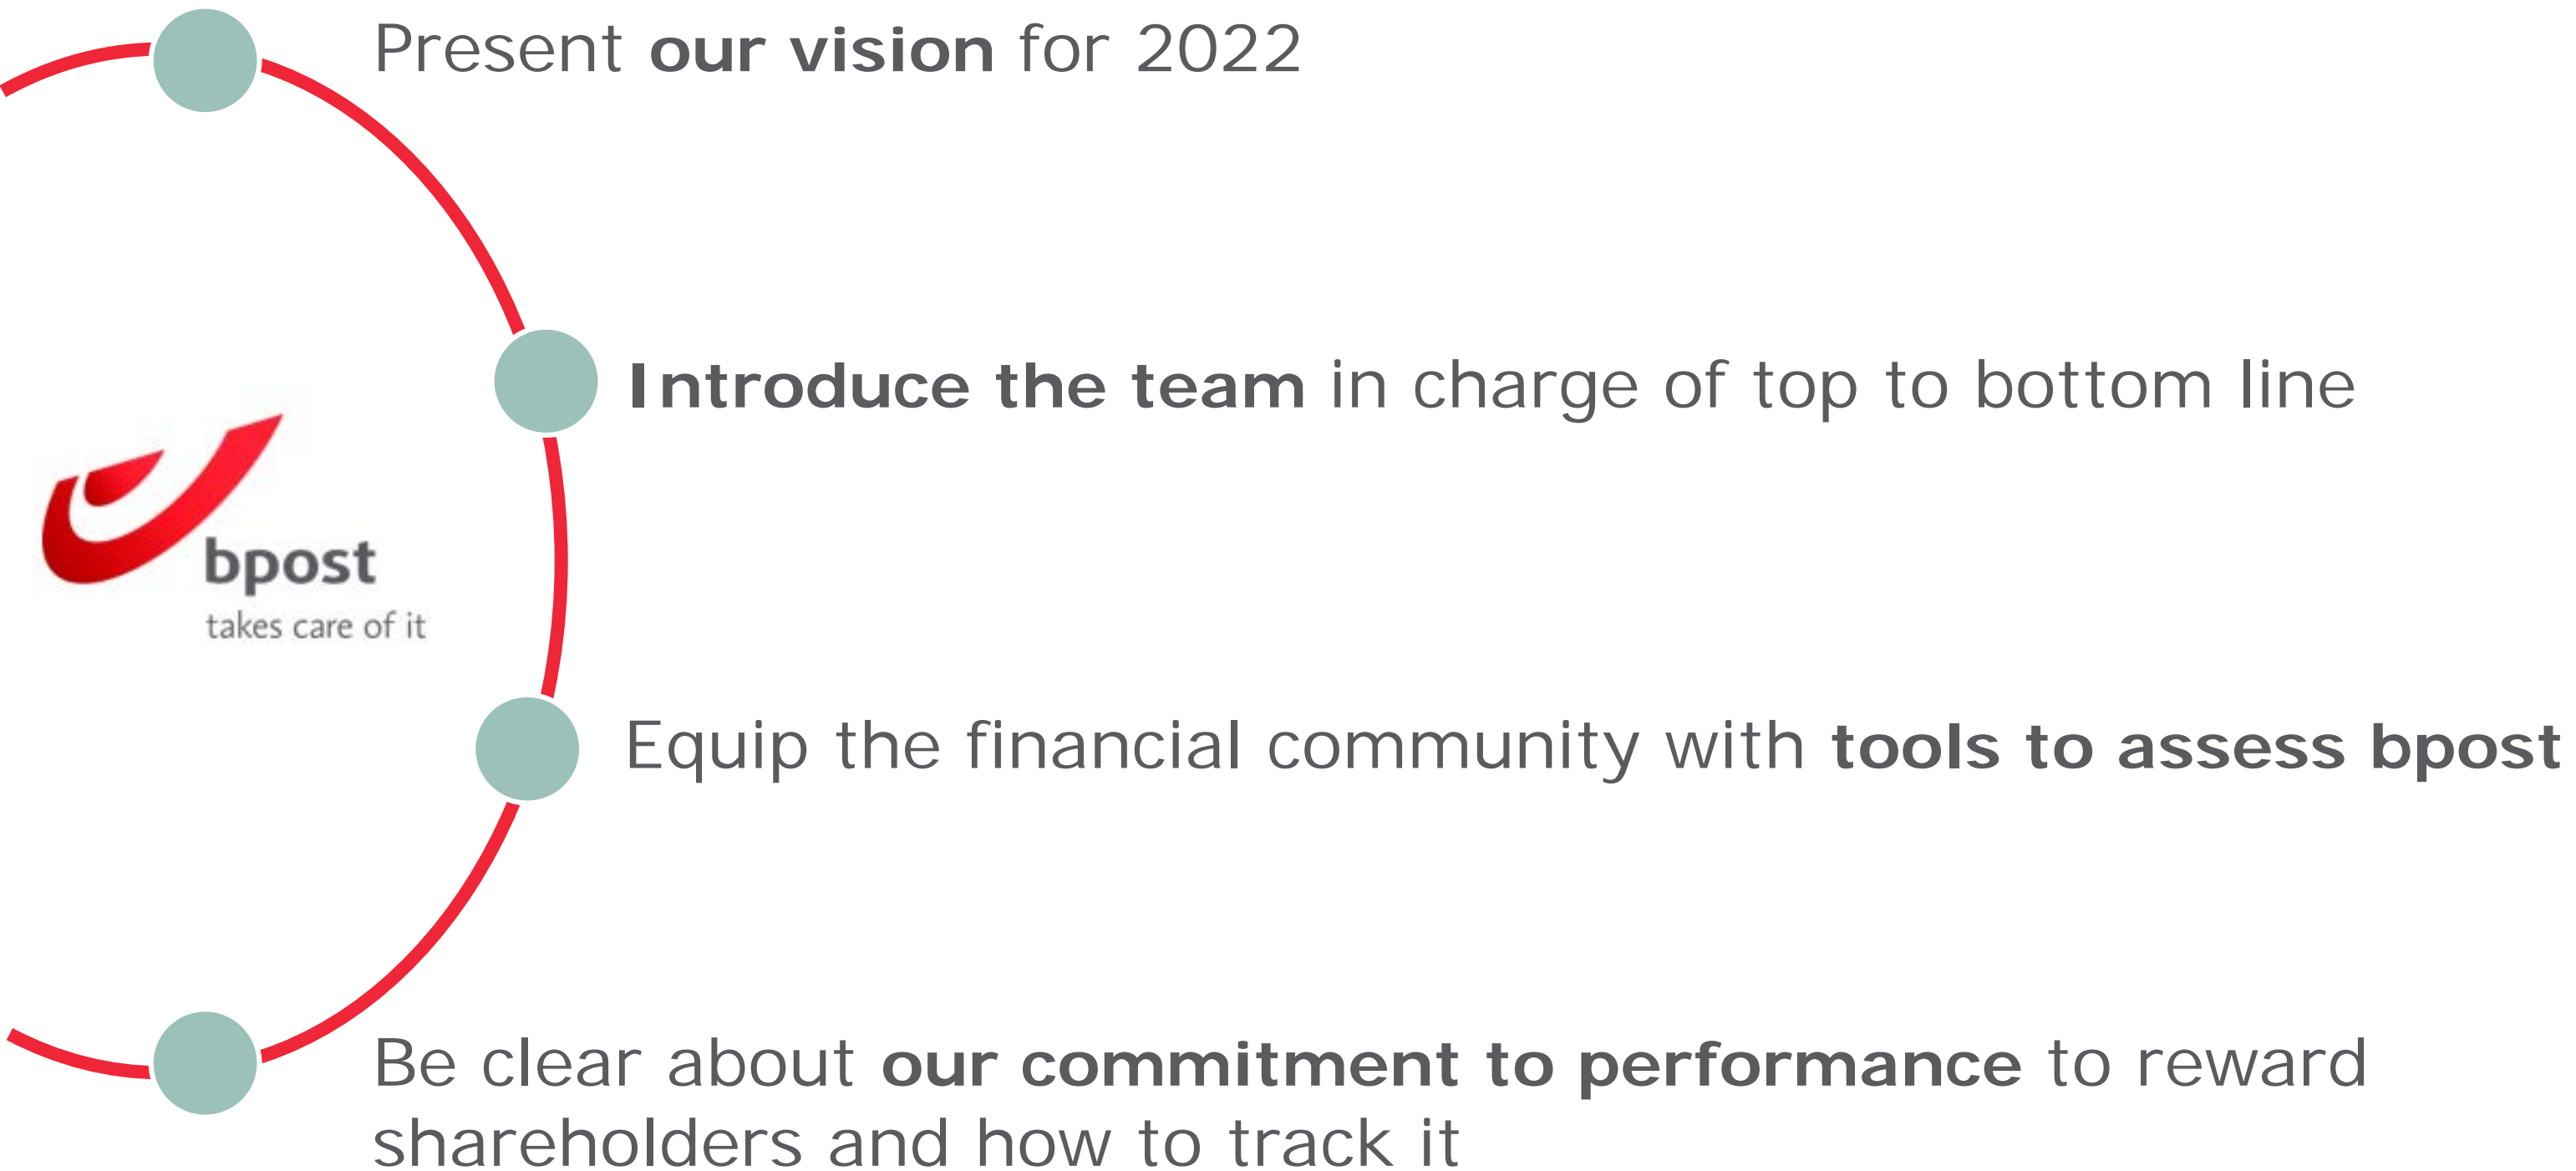 Present our vision for 2022
Introduce the team in charge of top to bottom line
bpost
takes care of it
Equip the financial community with tools to assess bpost
Be clear about our commitment to performance to reward
shareholders and how to track it